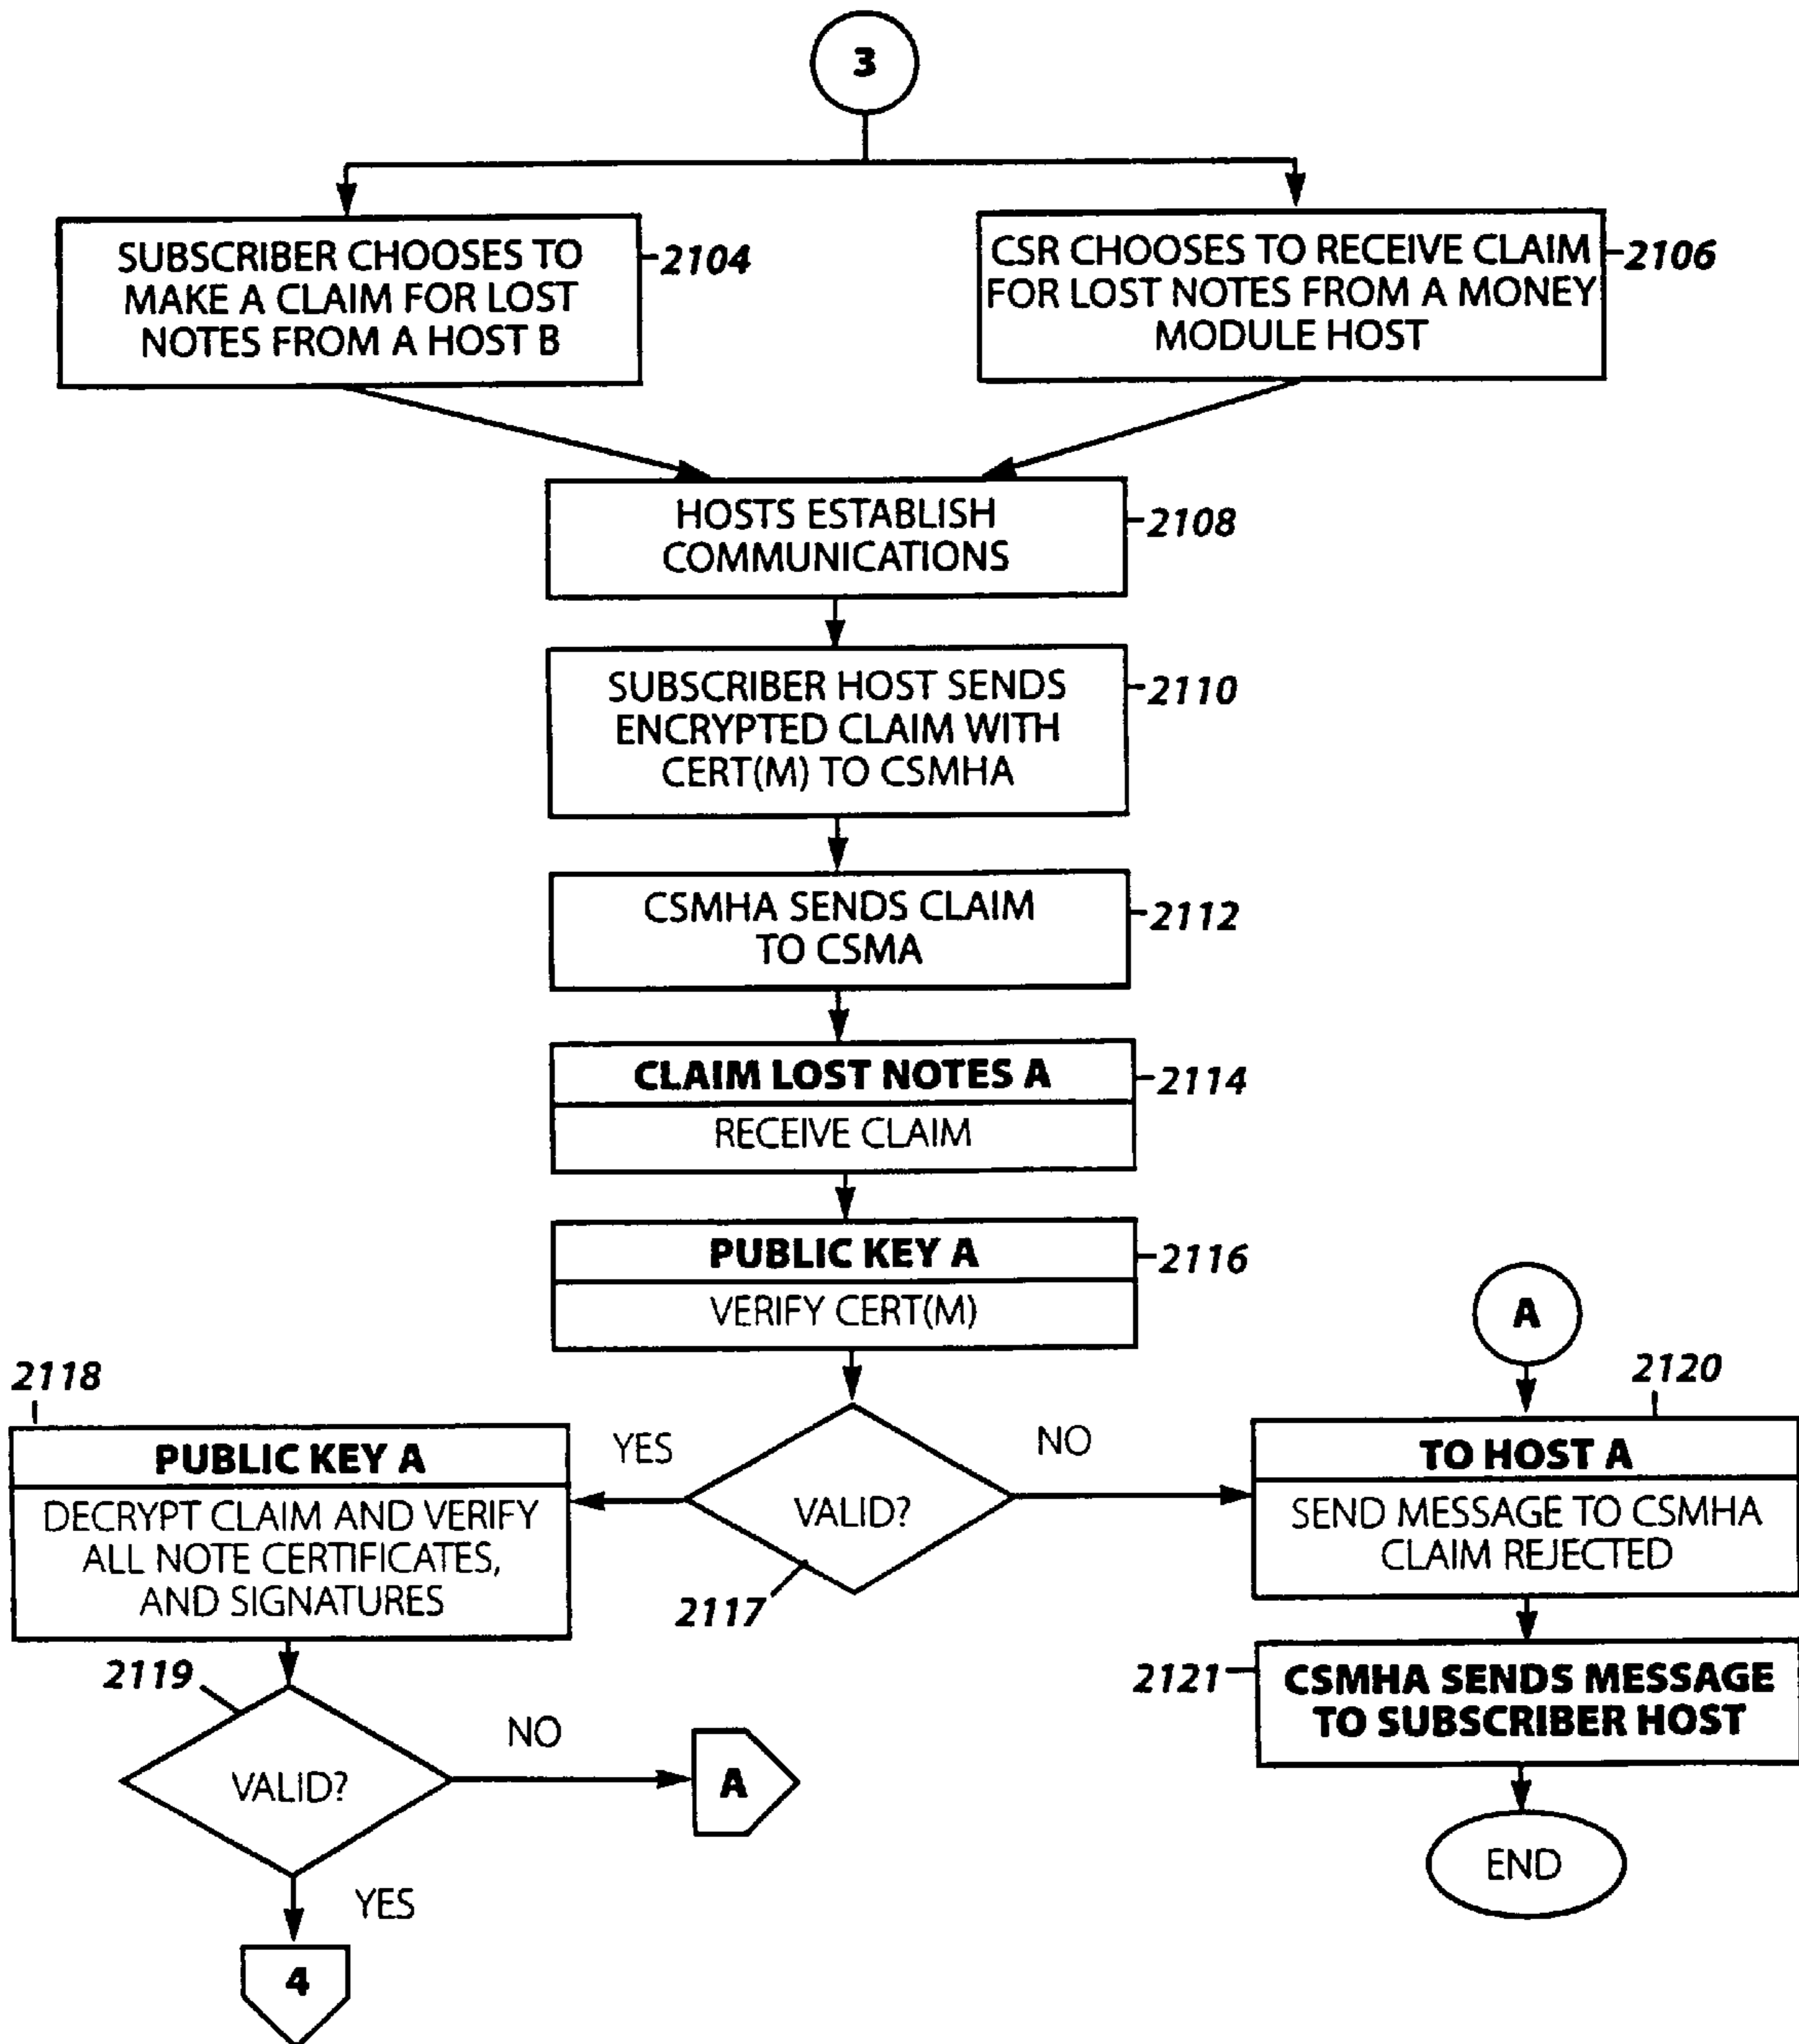 3
SUBSCRIBER CHOOSES TO
MAKE A CLAIM FOR LOST
NOTES FROM A HOST B
2104
CSR CHOOSES TO RECEIVE CLAIM
FOR LOST NOTES FROM A MONEY
MODULE HOST
2106
HOSTS ESTABLISH
COMMUNICATIONS
2108
SUBSCRIBER HOST SENDS
ENCRYPTED CLAIM WITH
CERT(M) TO CSMHA
2110
CSMHA SENDS CLAIM
TO CSMA
2112
CLAIM LOST NOTES A
RECEIVE CLAIM
2114
PUBLIC KEY A
VERIFY CERT(M)
2116
VALID?
2117
YES
NO
2118
PUBLIC KEY A
DECRYPT CLAIM AND VERIFY
ALL NOTE CERTIFICATES,
AND SIGNATURES
A
2120
TO HOST A
SEND MESSAGE TO CSMHA
CLAIM REJECTED
2121
CSMHA SENDS MESSAGE
TO SUBSCRIBER HOST
END
2119
VALID?
NO
A
YES
4